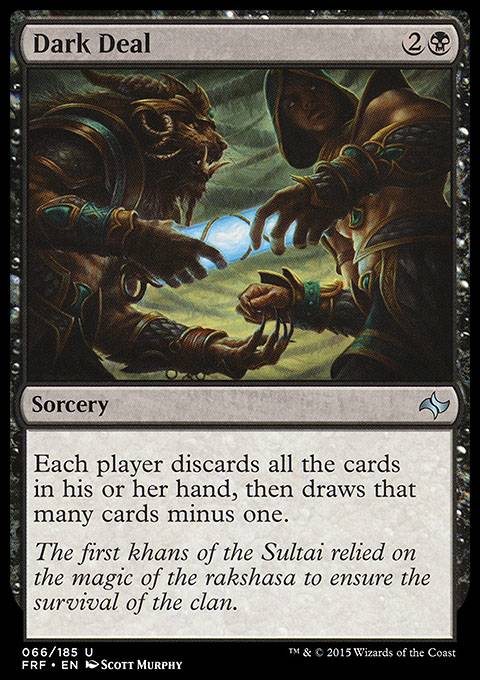 Dark Deal 2
Sorcery
Each player discards all the cards
in his or her hand, then draws that
many cards minus one.
The first khans of the Sultai relied on
the magic of the rakshasa to ensure the
survival of the clan.
066/185 U
FRF • EN Scott Murphy
™ & © 2015 Wizards of the Coast